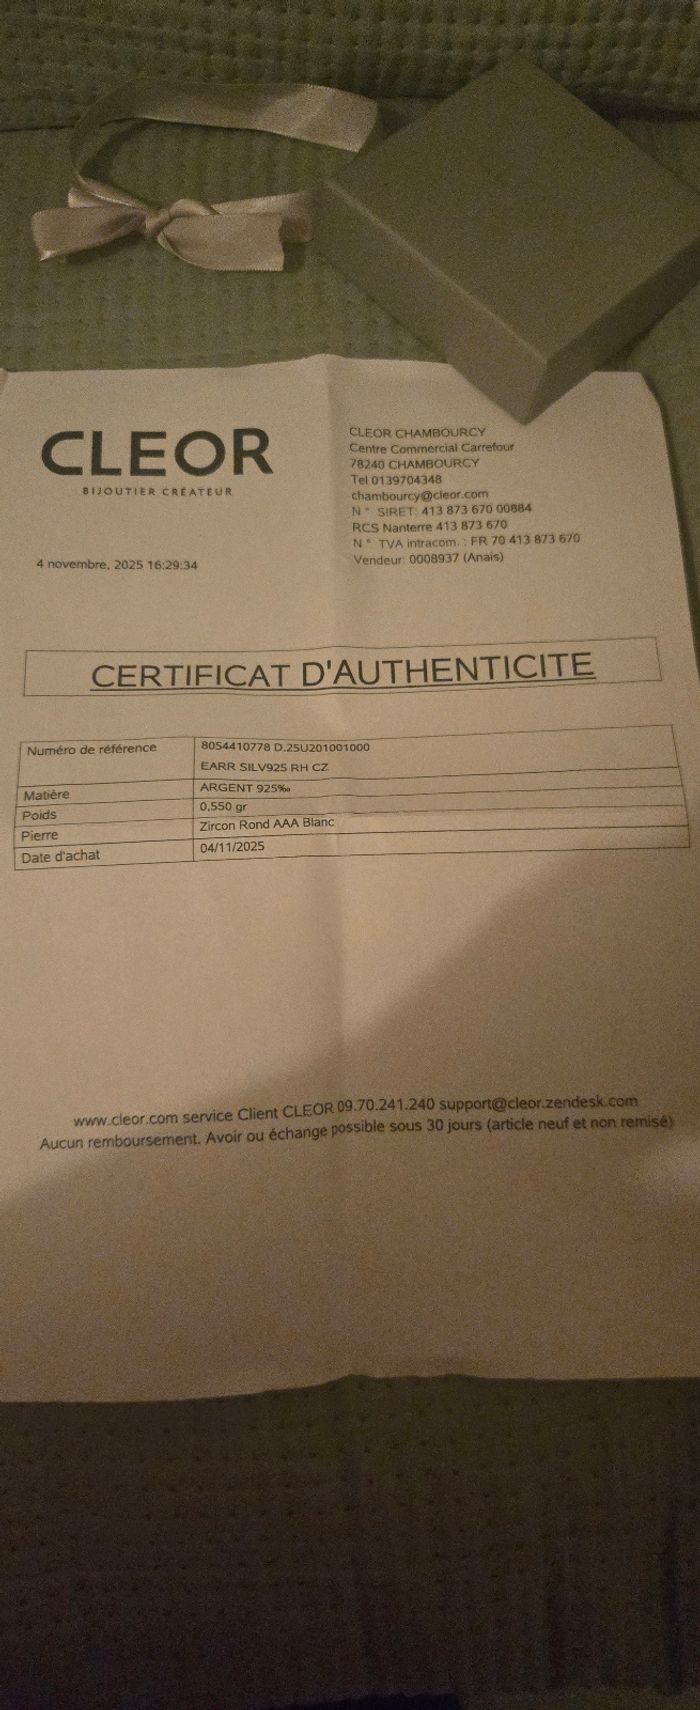 CLEOR
BIJOUTIER CRÉATEUR
CLEOR CHAMBOURCY
Centre Commercial Carrefour
78240 CHAMBOURCY
Tel 0139704348
chambourcy@cleor.com
N° SIRET: 413 873 670 00884
RCS Nanterre 413 873 670
N° TVA intracom. : FR 70 413 873 670
Vendeur: 0008937 (Anais)
4 novembre, 2025 16:29:34
CERTIFICAT D'AUTHENTICITE
Numéro de référence 8054410778 D.25U201001000
EARR SILV925 RH CZ
Matière ARGENT 925‰
Poids 0,550 gr
Pierre Zircon Rond AAA Blanc
Date d'achat 04/11/2025
www.cleor.com service Client CLEOR 09.70.241.240 support@cleor.zendesk.com
Aucun remboursement. Avoir ou échange possible sous 30 jours (article neuf et non remisé)